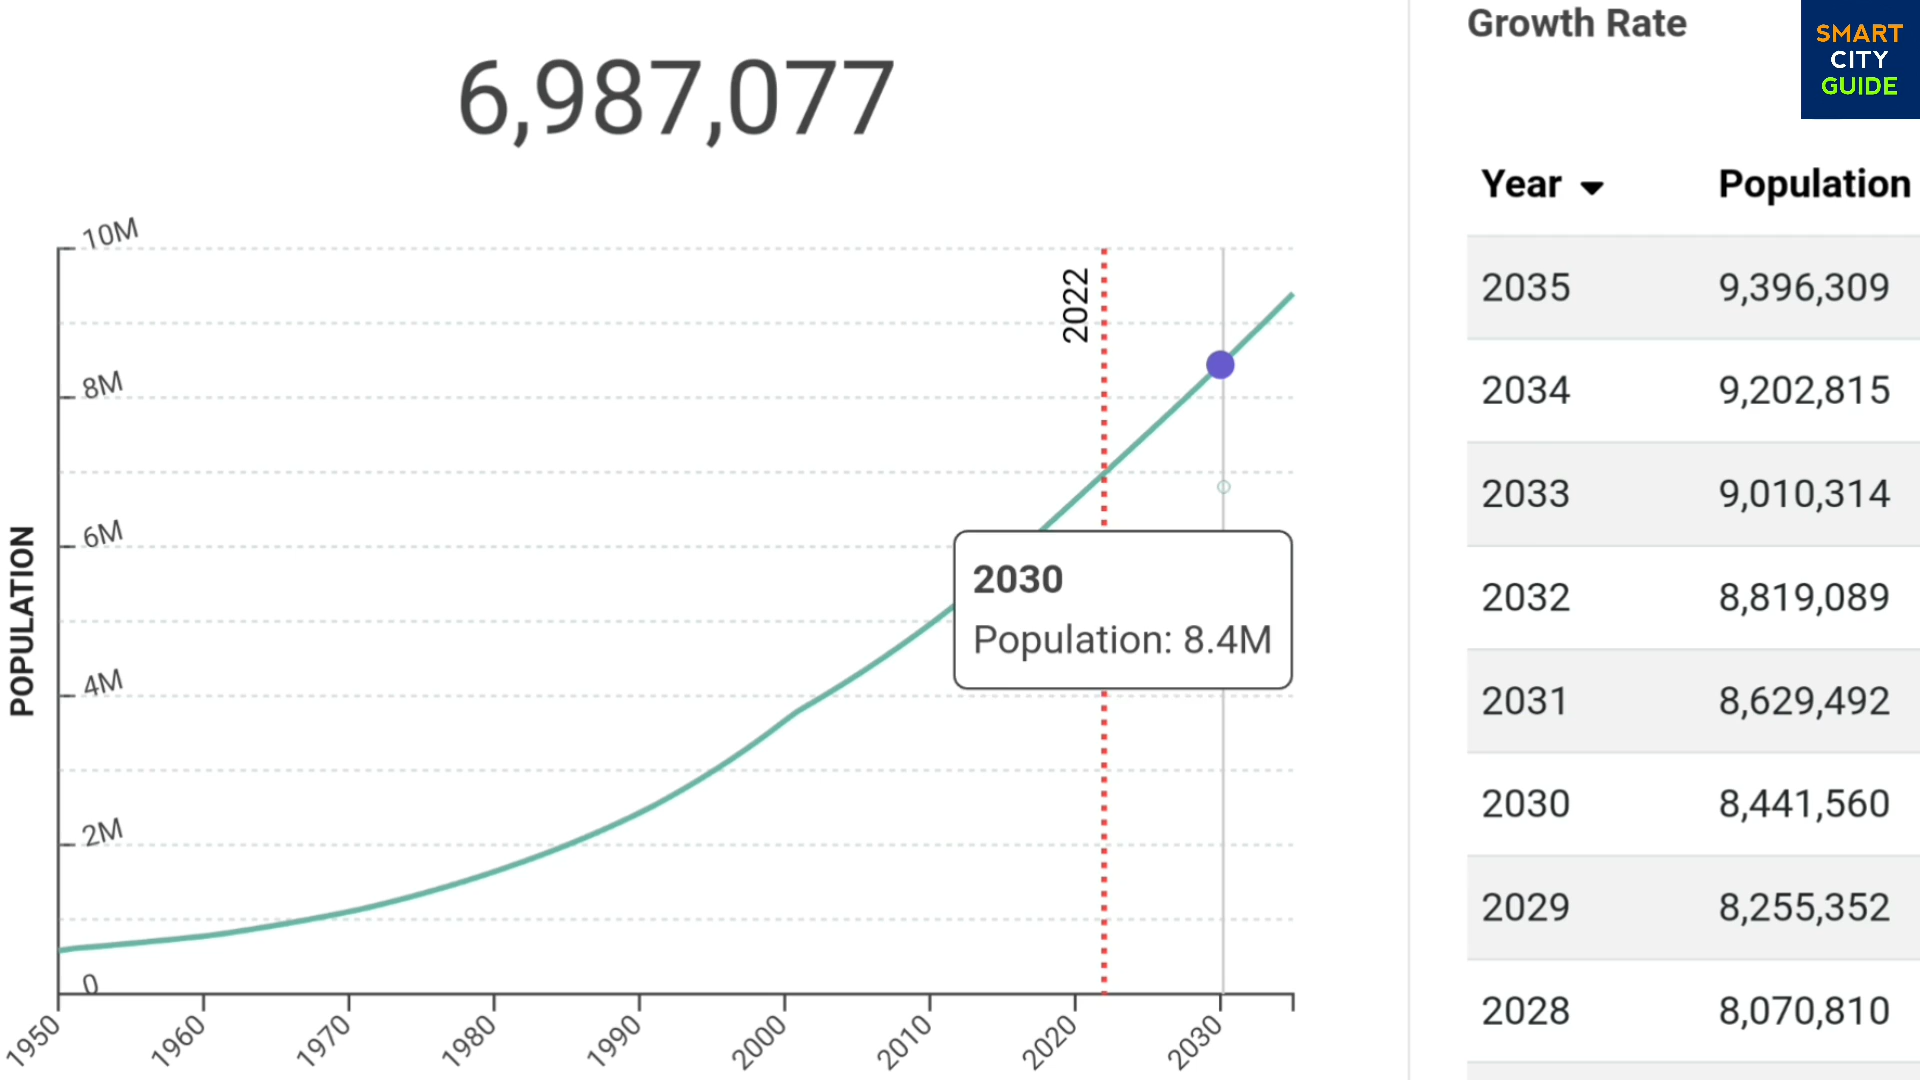 6,987,077
POPULATION
10M
8M
6M
4M
2M
0
2022
2030
Population: 8.4M
1950
1960
1970
1980
1990
2000
2010
2020
2030
Growth Rate
SMART
CITY
GUIDE
Year Population
2035 9,396,309
2034 9,202,815
2033 9,010,314
2032 8,819,089
2031 8,629,492
2030 8,441,560
2029 8,255,352
2028 8,070,810